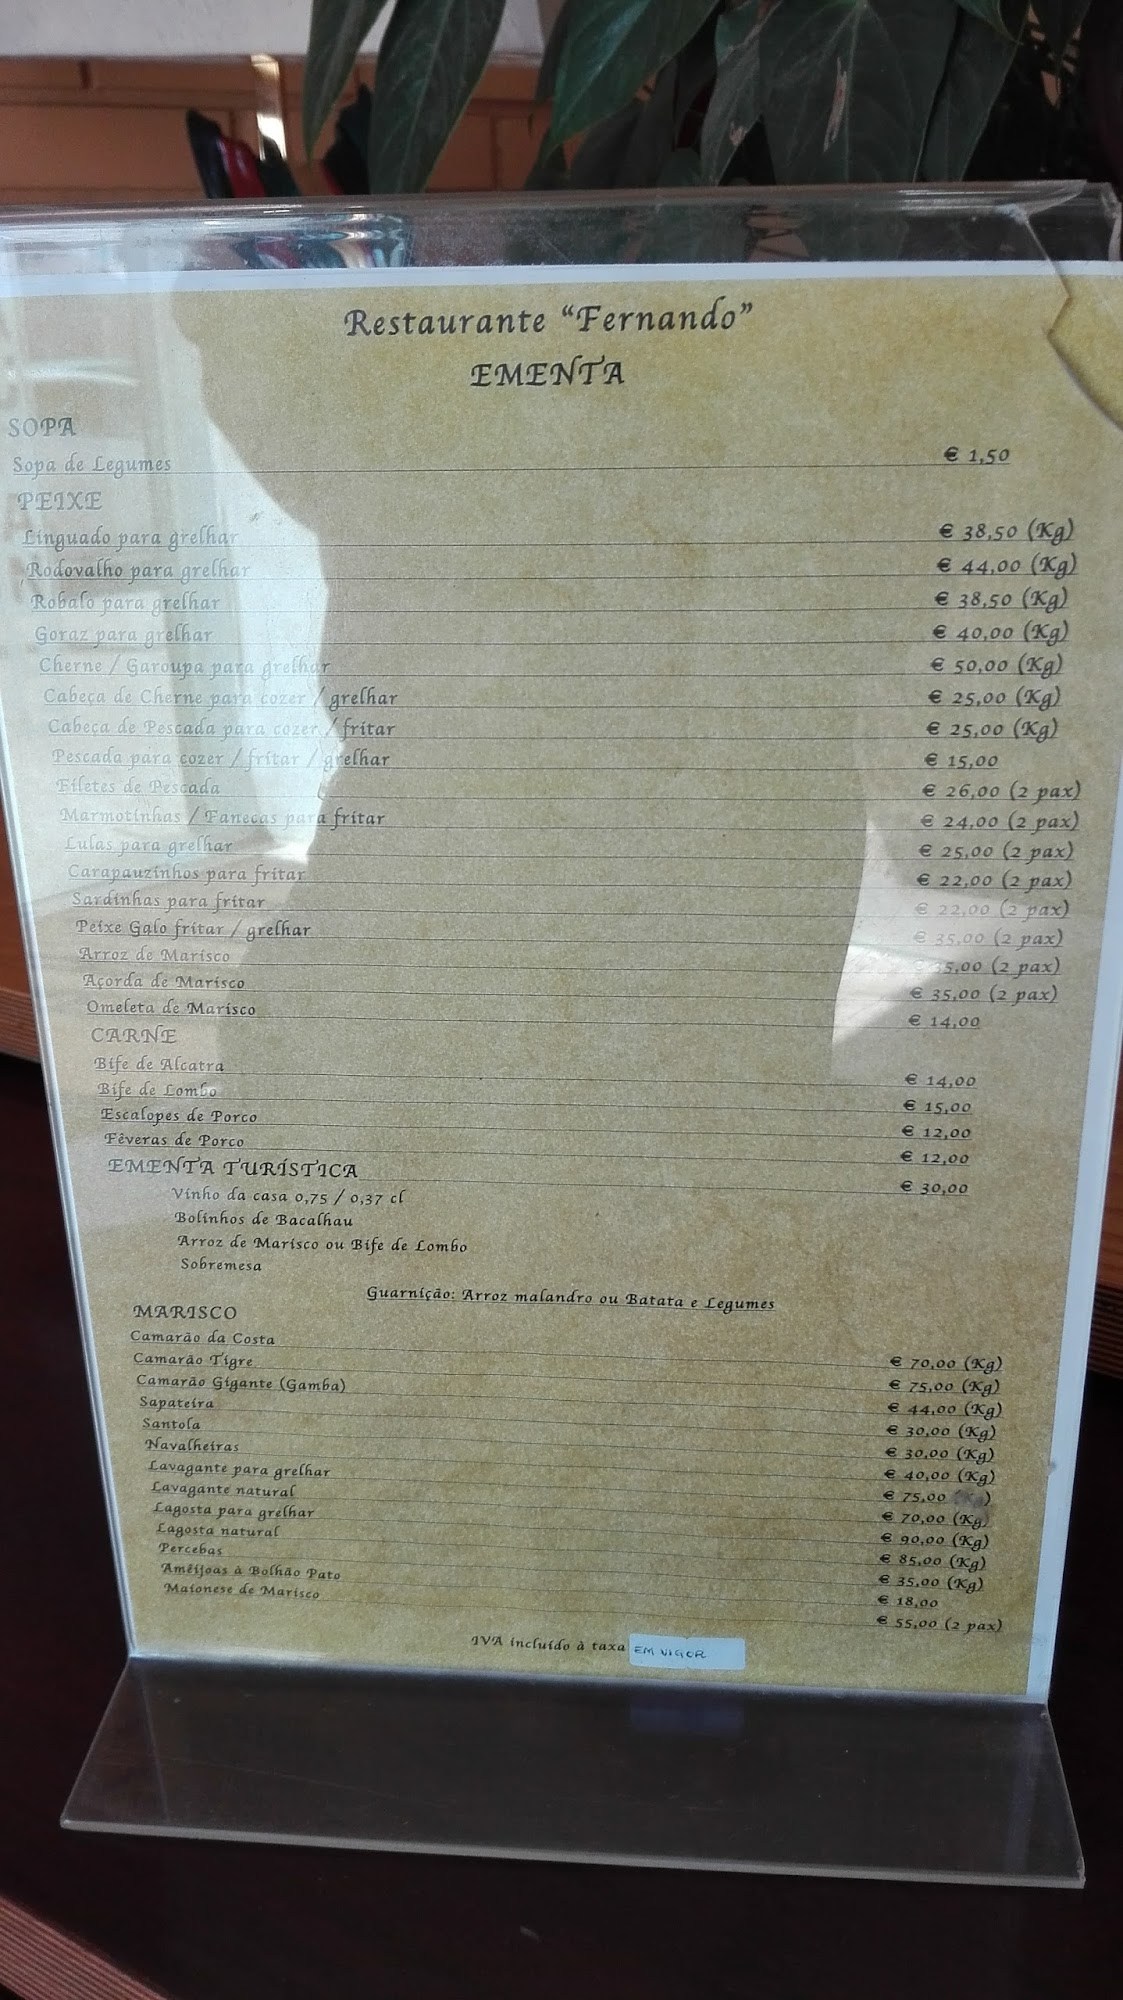 Restaurante “Fernando”
EMENTA
SOPA
Sopa de Legumes € 1,50
PEIXE
Linguado para grelhar € 38,50 (Kg)
Rodovalho para grelhar € 44,00 (Kg)
Robalo para grelhar € 38,50 (Kg)
Goraz para grelhar € 40,00 (Kg)
Cherne / Garoupa para grelhar € 50,00 (Kg)
Cabeça de Cherne para cozer / grelhar € 25,00 (Kg)
Cabeça de Pescada para cozer / fritar € 25,00 (Kg)
Pescada para cozer / fritar / grelhar € 15,00
Filetes de Pescada € 26,00 (2 pax)
Marmotinhas / Fanecas para fritar € 24,00 (2 pax)
Lulas para grelhar € 25,00 (2 pax)
Carapauzinhos para fritar € 22,00 (2 pax)
Sardinhas para fritar € 22,00 (2 pax)
Peixe Galo fritar / grelhar € 35,00 (2 pax)
Arroz de Marisco € 35,00 (2 pax)
Açorda de Marisco € 35,00 (2 pax)
Omeleta de Marisco € 14,00
CARNE
Bife de Alcatra € 14,00
Bife de Lombo € 15,00
Escalopes de Porco € 12,00
Fêveras de Porco € 12,00
EMENTA TURÍSTICA € 30,00
Vinho da casa 0,75 / 0,37 cl
Bolinhos de Bacalhau
Arroz de Marisco ou Bife de Lombo
Sobremesa
Guarnição: Arroz malandro ou Batata e Legumes
MARISCO
Camarão da Costa € 70,00 (Kg)
Camarão Tigre € 75,00 (Kg)
Camarão Gigante (Gamba) € 44,00 (Kg)
Sapateira € 30,00 (Kg)
Santola € 30,00 (Kg)
Navalheiras € 40,00 (Kg)
Lavagante para grelhar € 75,00 (Kg)
Lavagante natural € 70,00 (Kg)
Lagosta para grelhar € 90,00 (Kg)
Lagosta natural € 85,00 (Kg)
Percebas € 35,00 (Kg)
Amêijoas à Bolhão Pato € 18,00
Maionese de Marisco € 55,00 (2 pax)
IVA incluído à taxa EM VIGOR